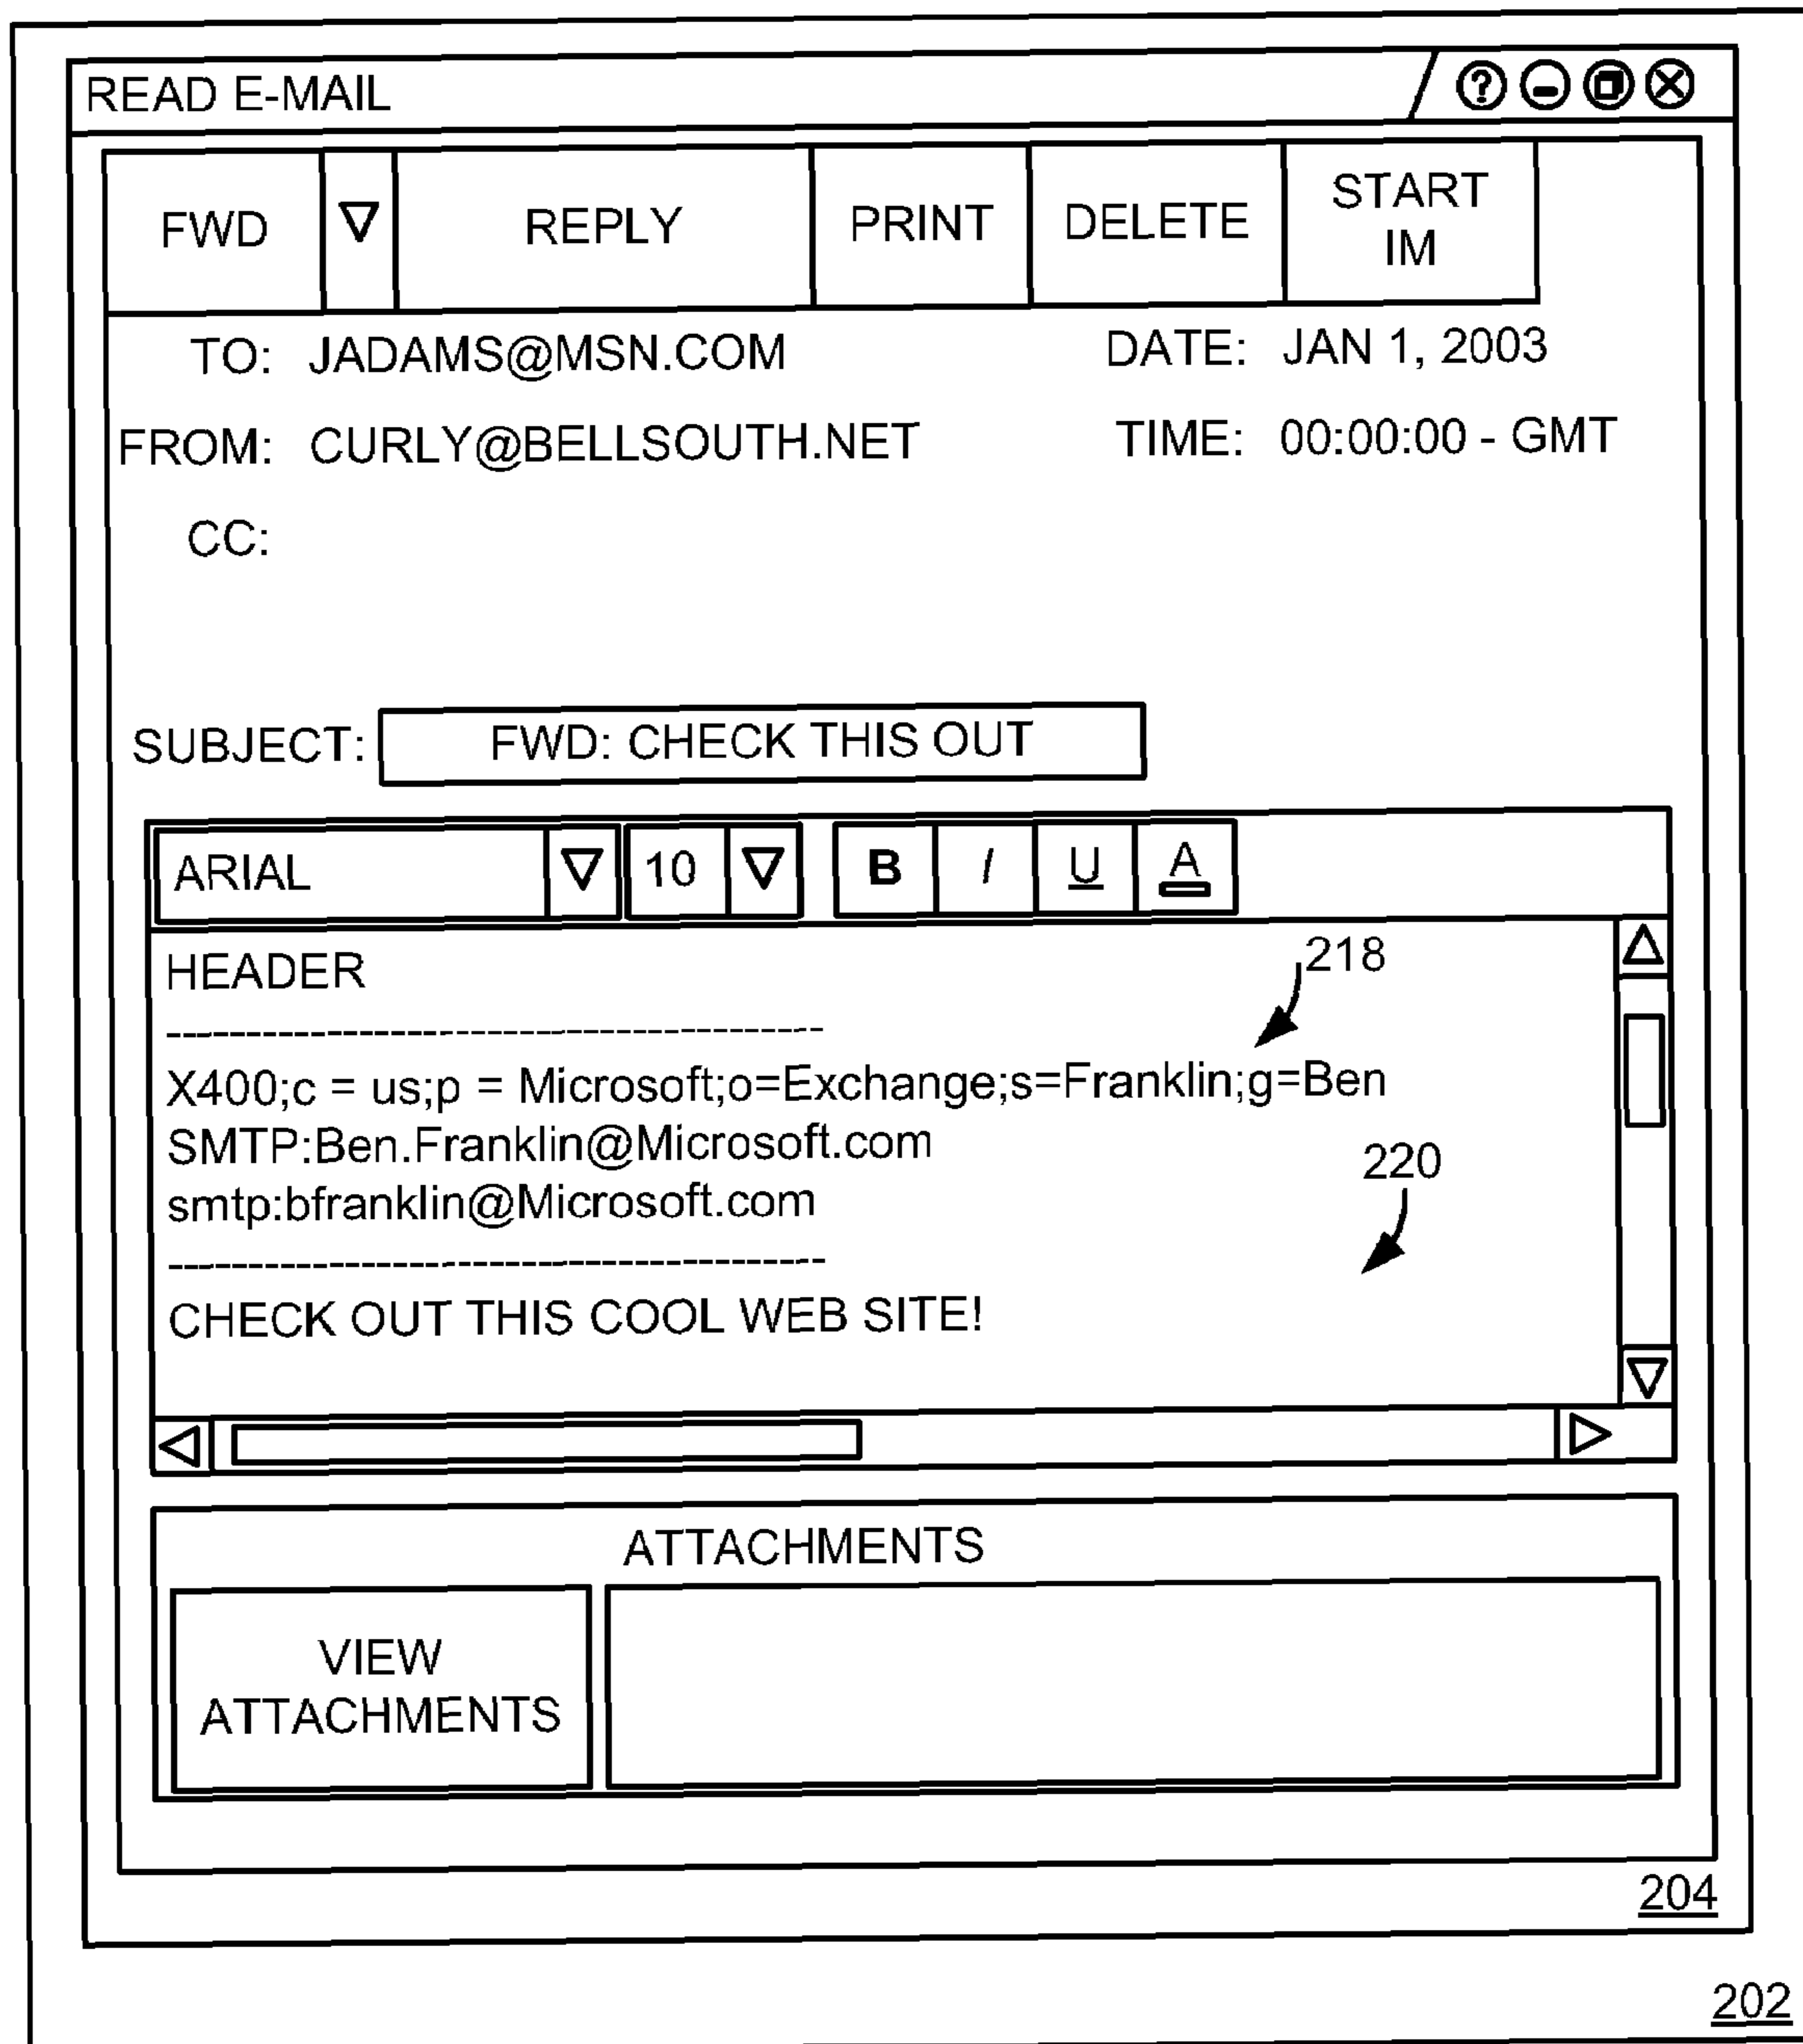 READ E-MAIL
FWD REPLY PRINT DELETE START IM
TO: JADAMS@MSN.COM DATE: JAN 1, 2003
FROM: CURLY@BELLSOUTH.NET TIME: 00:00:00 - GMT
CC:
SUBJECT: FWD: CHECK THIS OUT
ARIAL 10 B I U A
HEADER
218
------------------------------------------
X400;c = us;p = Microsoft;o=Exchange;s=Franklin;g=Ben
SMTP:Ben.Franklin@Microsoft.com
220
smtp:bfranklin@Microsoft.com
------------------------------------------
CHECK OUT THIS COOL WEB SITE!
ATTACHMENTS
VIEW
ATTACHMENTS
204
202